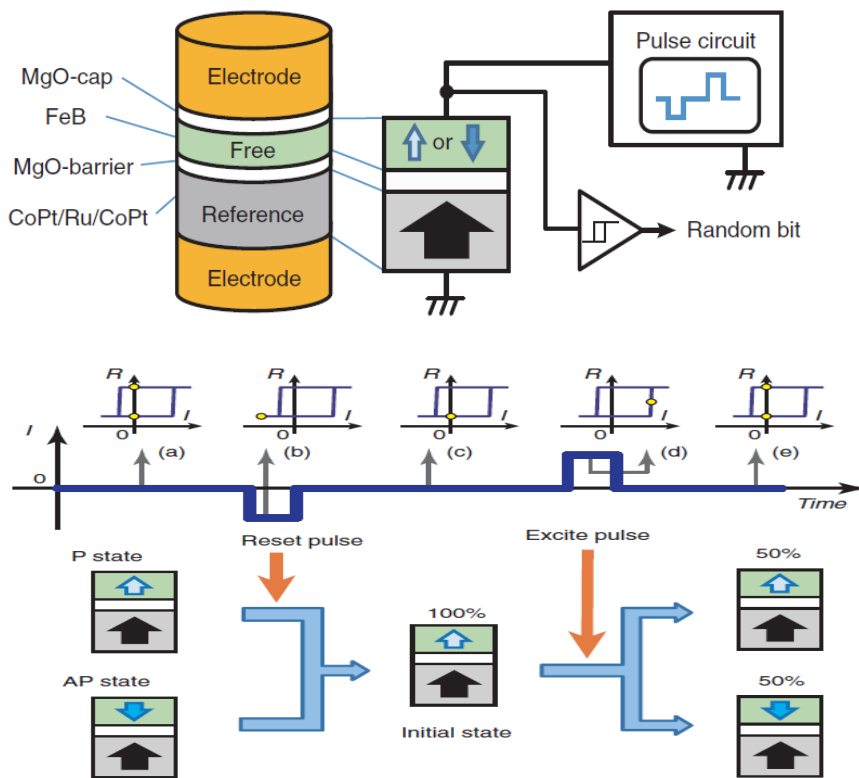 Electrode
MgO-cap
FeB
Free
MgO-barrier
CoPt/Ru/CoPt
Reference
Electrode
or
Pulse circuit
Random bit
R
I
0
(a)
R
I
0
(b)
R
I
0
(c)
R
I
0
(d)
R
I
0
(e)
I
0
Time
Reset pulse
Excite pulse
P state
100%
50%
AP state
Initial state
50%